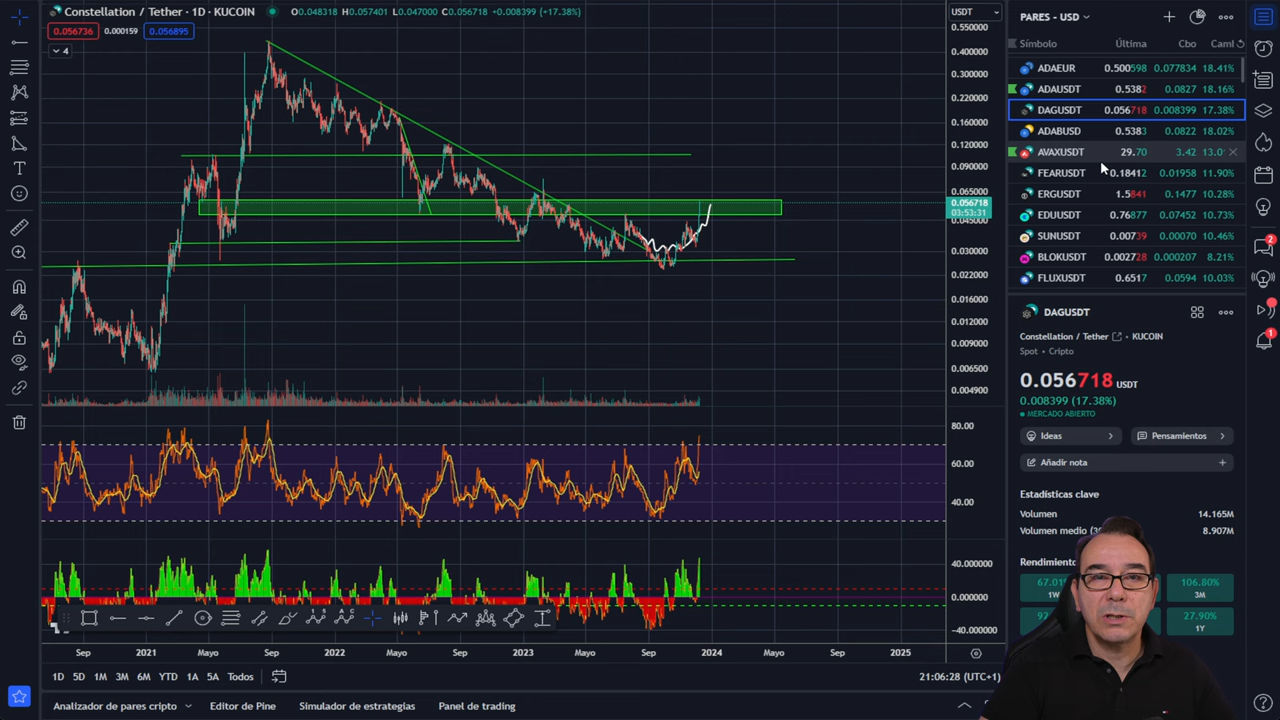 Constellation / Tether · 1D · KUCOIN
O0.048318 H0.057401 L0.047000 C0.056718 +0.008399 (+17.38%)
0.056736 0.000159 0.056895
4
USDT
0.550000
0.400000
0.300000
0.220000
0.160000
0.120000
0.090000
0.065000
0.056718
03:53:31
0.045000
0.030000
0.022000
0.016000
0.012000
0.009000
0.004900
80.00
60.00
40.00
40.000000
0.000000
-40.000000
Sep 2021 Mayo Sep 2022 Mayo Sep 2023 Mayo Sep 2024 Mayo 2025
1D 5D 1M 3M 6M YTD 1A 5A Todos
21:06:28 (UTC+1)
Analizador de pares cripto Editor de Pine Simulador de estrategias Panel de trading
PARES - USD
Símbolo Última Cbo Cam
ADAEUR 0.500598 0.077834 18.41%
ADAUSDT 0.5382 0.0827 18.16%
DAGUSDT 0.056718 0.008399 17.38%
ADABUSD 0.5383 0.0822 18.02%
AVAXUSDT 29.70 3.42 13.0
FEARUSDT 0.18412 0.01958 11.90%
ERGUSDT 1.5841 0.1477 10.28%
EDUUSDT 0.76877 0.07452 10.73%
SUNUSDT 0.00739 0.00070 10.46%
BLOKUSDT 0.002728 0.000207 8.21%
FLUXUSDT 0.6517 0.0594 10.03%
DAGUSDT
Constellation / Tether · KUCOIN
Spot · Cripto
0.056718 USDT
0.008399 (17.38%)
MERCADO ABIERTO
Ideas Pensamientos
Añadir nota
Estadísticas clave
Volumen 14.165M
Volumen medio (3 8.907M
Rendimiento
67.01% 106.80%
1W 3M
27.90%
1Y
2
1